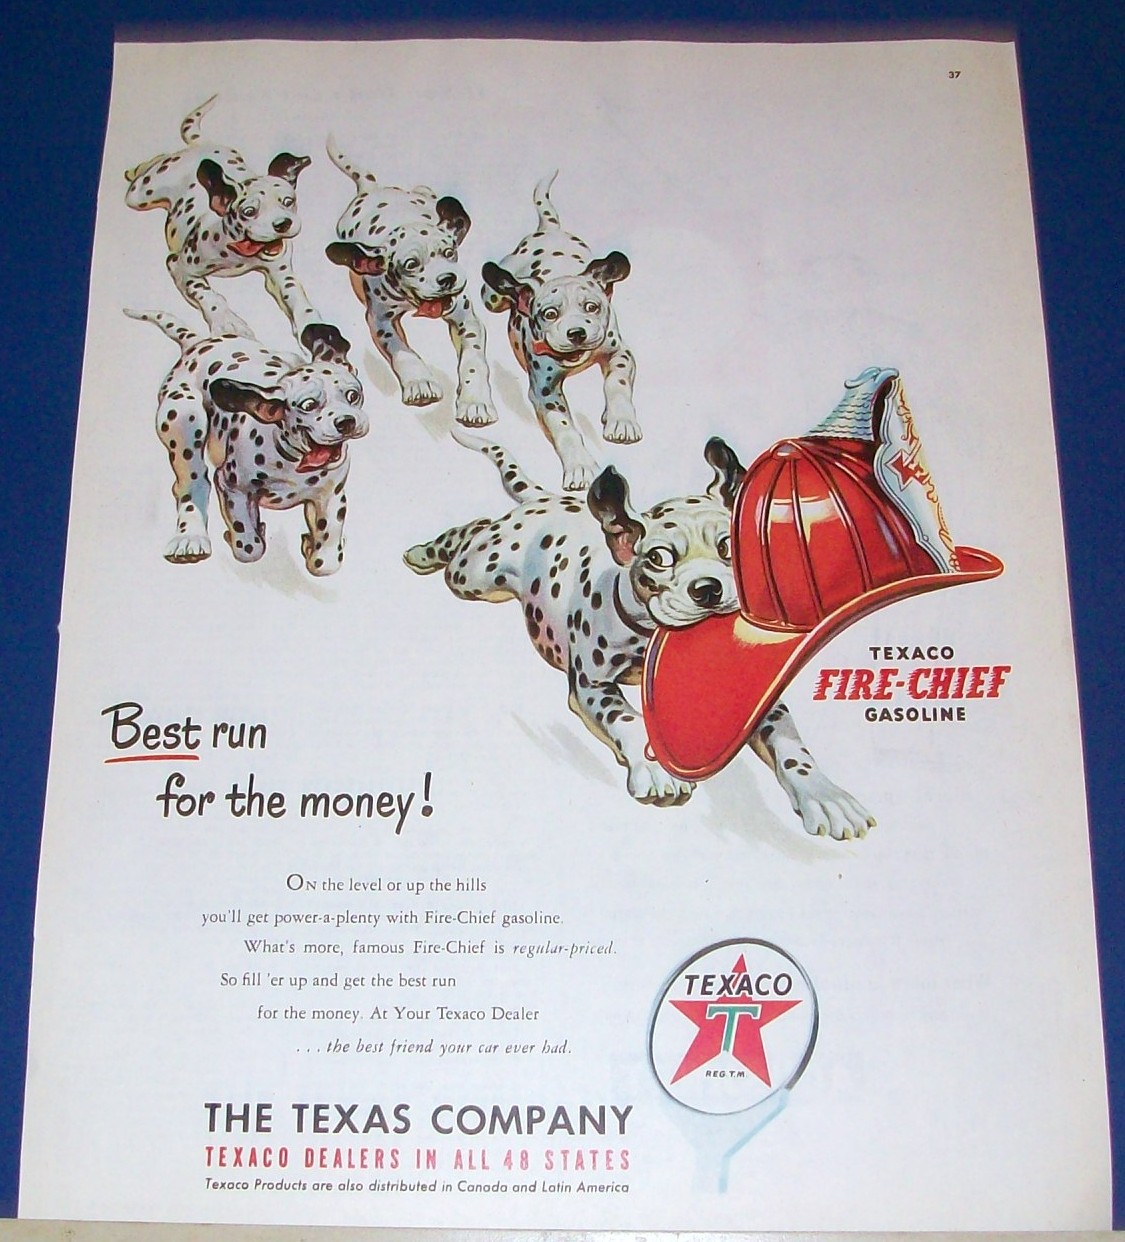 37
TEXACO
FIRE-CHIEF
GASOLINE
Best run
for the money!
ON the level or up the hills
you'll get power-a-plenty with Fire-Chief gasoline.
What's more, famous Fire-Chief is regular-priced.
So fill 'er up and get the best run
for the money. At Your Texaco Dealer
. . . the best friend your car ever had.
TEXACO
T
REG. T.M.
THE TEXAS COMPANY
TEXACO DEALERS IN ALL 48 STATES
Texaco Products are also distributed in Canada and Latin America